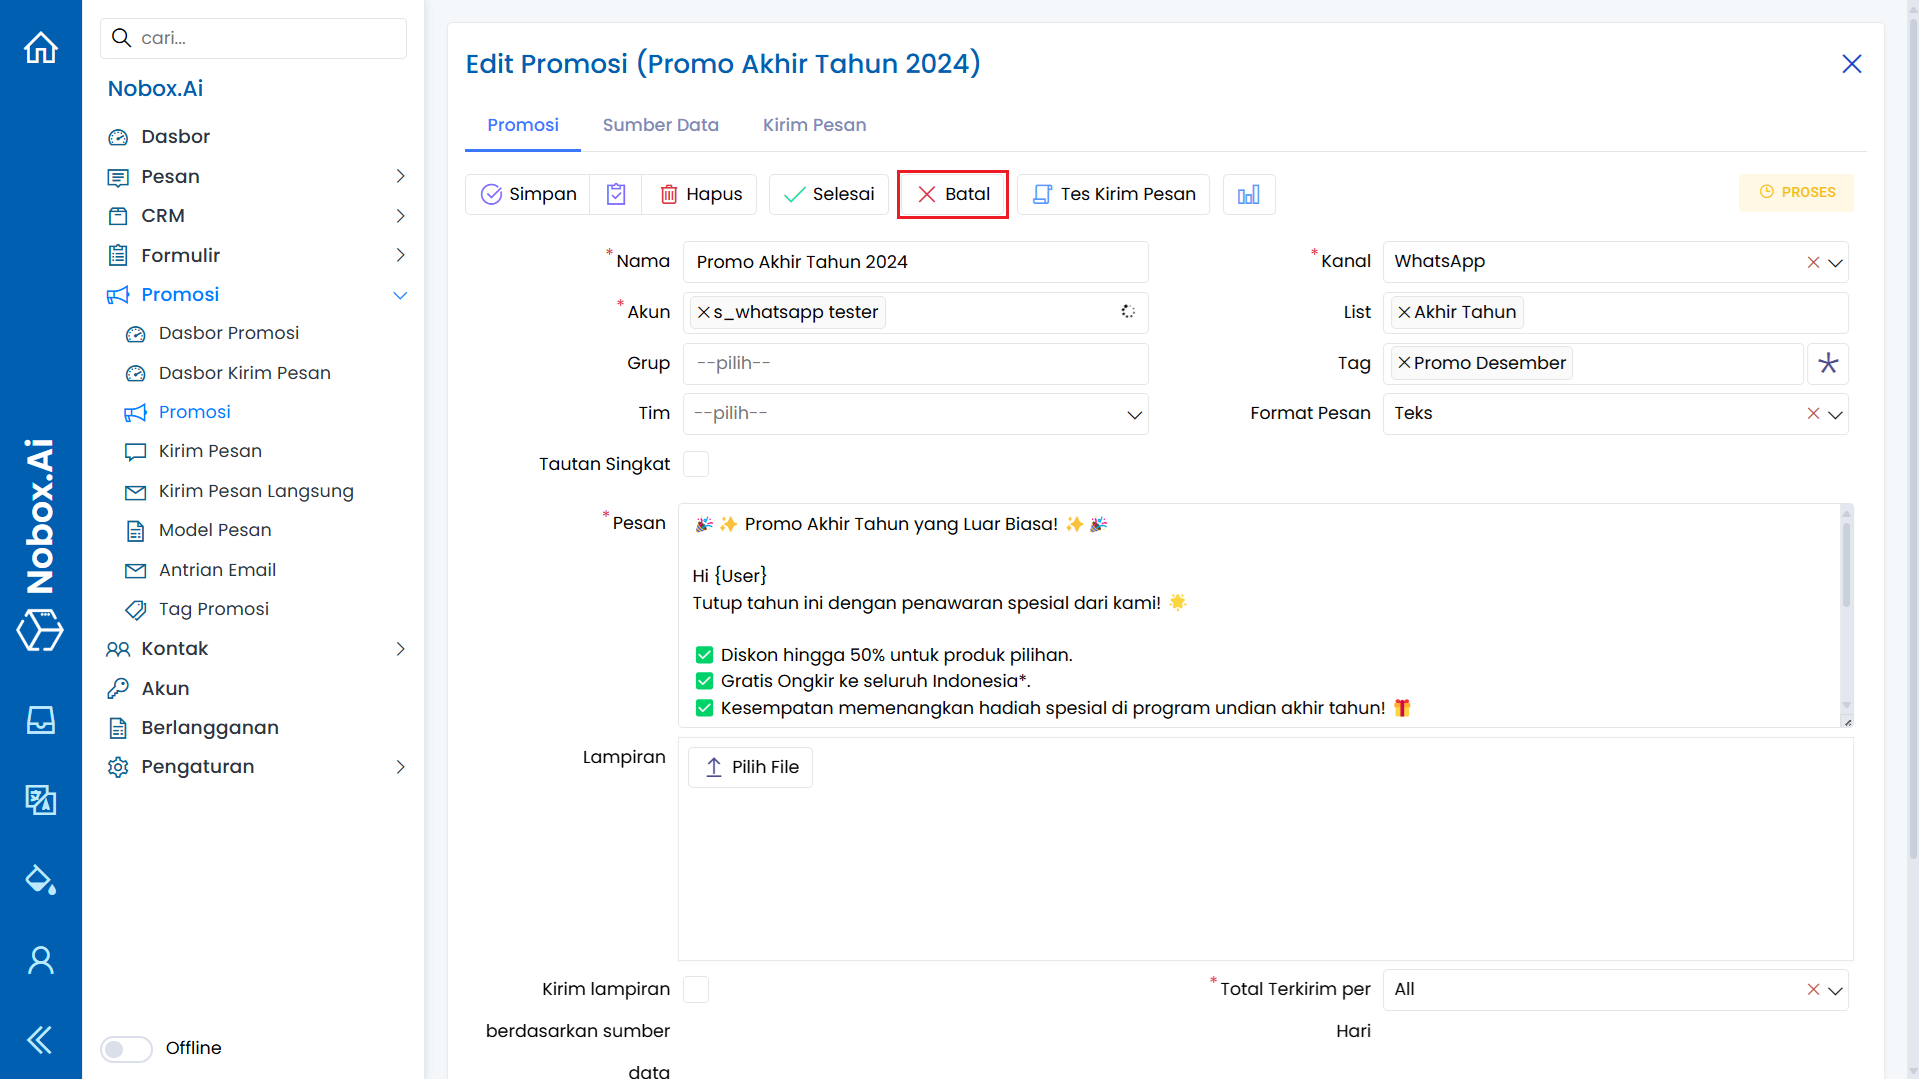 cari...
Nobox.Ai
Dasbor
Pesan
CRM
Formulir
Promosi
Dasbor Promosi
Dasbor Kirim Pesan
Promosi
Kirim Pesan
Kirim Pesan Langsung
Model Pesan
Antrian Email
Tag Promosi
Kontak
Akun
Berlangganan
Pengaturan
Offline
Nobox.Ai
Edit Promosi (Promo Akhir Tahun 2024)
Promosi Sumber Data Kirim Pesan
Simpan Hapus Selesai Batal Tes Kirim Pesan PROSES
*Nama Promo Akhir Tahun 2024 *Kanal WhatsApp
*Akun s_whatsapp tester List Akhir Tahun
Grup --pilih-- Tag Promo Desember
Tim --pilih-- Format Pesan Teks
Tautan Singkat
*Pesan 🎉 ✨ Promo Akhir Tahun yang Luar Biasa! ✨ 🎉
Hi {User}
Tutup tahun ini dengan penawaran spesial dari kami! 🌟
✅ Diskon hingga 50% untuk produk pilihan.
✅ Gratis Ongkir ke seluruh Indonesia*.
✅ Kesempatan memenangkan hadiah spesial di program undian akhir tahun! 🎁
Lampiran Pilih File
Kirim lampiran *Total Terkirim per All
berdasarkan sumber Hari
data